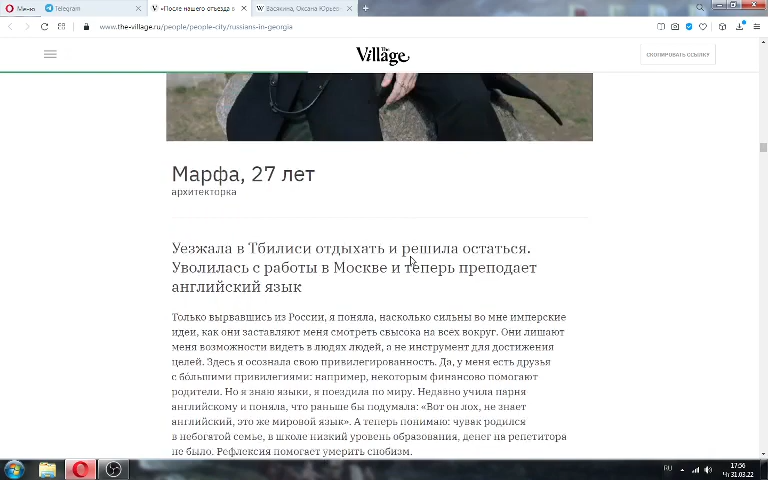 Меню
Telegram
«После нашего отъезда в
Васякина, Оксана Юрьев
www.the-village.ru/people/people-city/russians-in-georgia
The Village
СКОПИРОВАТЬ ССЫЛКУ
Марфа, 27 лет
архитекторка
Уезжала в Тбилиси отдыхать и решила остаться.
Уволилась с работы в Москве и теперь преподает
английский язык
Только вырвавшись из России, я поняла, насколько сильны во мне имперские
идеи, как они заставляют меня смотреть свысока на всех вокруг. Они лишают
меня возможности видеть в людях людей, а не инструмент для достижения
целей. Здесь я осознала свою привилегированность. Да, у меня есть друзья
с бо́льшими привилегиями: например, некоторым финансово помогают
родители. Но я знаю языки, я поездила по миру. Недавно учила парня
английскому и поняла, что раньше бы подумала: «Вот он лох, не знает
английский, это же мировой язык». А теперь понимаю: чувак родился
в небогатой семье, в школе низкий уровень образования, денег на репетитора
не было. Рефлексия помогает умерить снобизм.
RU
17:56
Чт 31.03.22